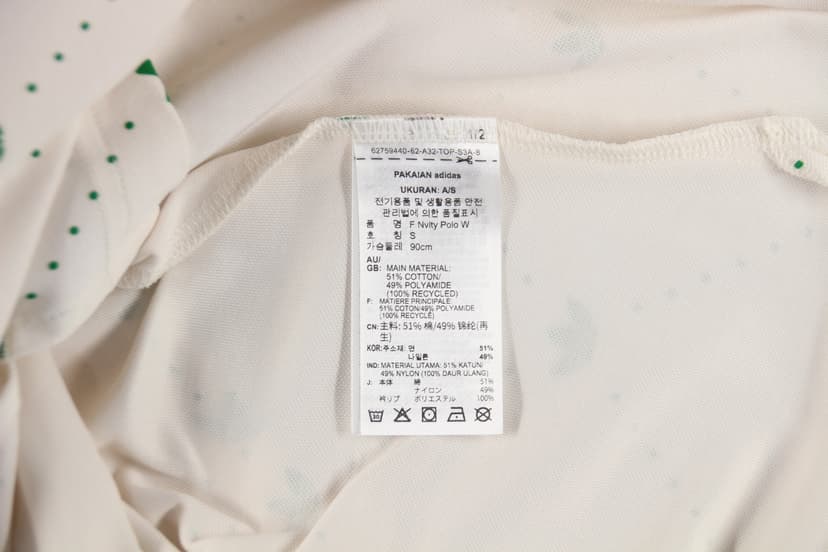 1/2
62759440-62-A32-TOP-S3A-8
PAKAIAN adidas
UKURAN: A/S
전기용품 및 생활용품 안전
관리법에 의한 품질표시
품 명 F Nvity Polo W
호 칭 S
가슴둘레 90cm
AU/
GB: MAIN MATERIAL:
51% COTTON/
49% POLYAMIDE
(100% RECYCLED)
F: MATIERE PRINCIPALE:
51% COTON/49% POLYAMIDE
(100% RECYCLE)
CN: 主料: 51% 棉/49% 锦纶(再
生)
KOR: 주소재: 면 51%
나일론 49%
IND: MATERIAL UTAMA: 51% KATUN/
49% NYLON (100% DAUR ULANG)
J: 本体 綿 51%
ナイロン 49%
衿リブ ポリエステル 100%